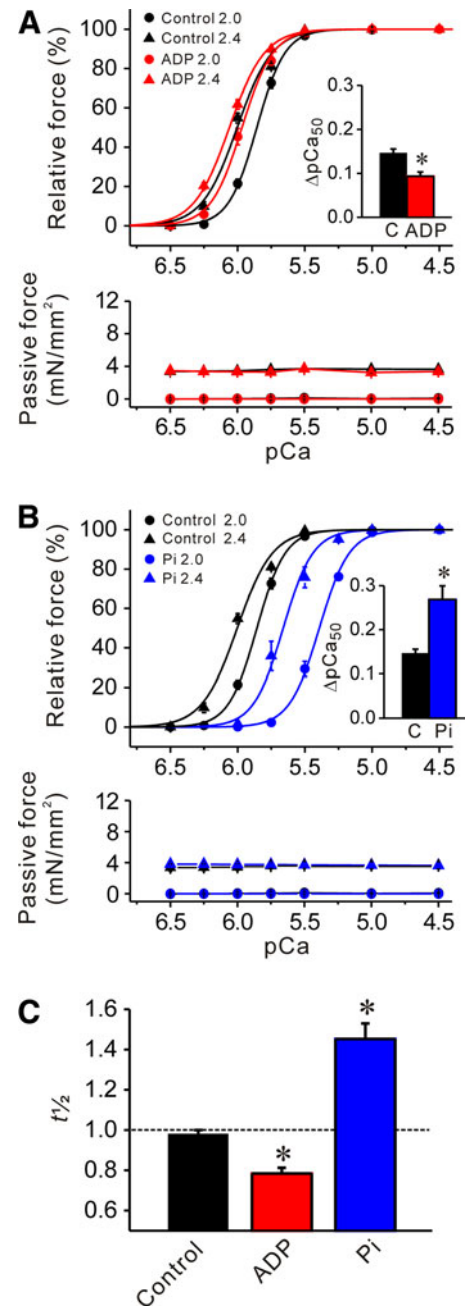 A
Control 2.0
Control 2.4
ADP 2.0
ADP 2.4
Relative force (%)
100
80
60
40
20
0
6.5 6.0 5.5 5.0 4.5
ΔpCa50
0.3
0.2
0.1
0.0
C ADP
*
Passive force
(mN/mm²)
12
8
4
0
6.5 6.0 5.5 5.0 4.5
pCa
B
Control 2.0
Control 2.4
Pi 2.0
Pi 2.4
Relative force (%)
100
80
60
40
20
0
6.5 6.0 5.5 5.0 4.5
ΔpCa50
0.3
0.2
0.1
0.0
C Pi
*
Passive force
(mN/mm²)
12
8
4
0
6.5 6.0 5.5 5.0 4.5
pCa
C
t½
1.6
1.4
1.2
1.0
0.8
0.6
*
*
Control
ADP
Pi